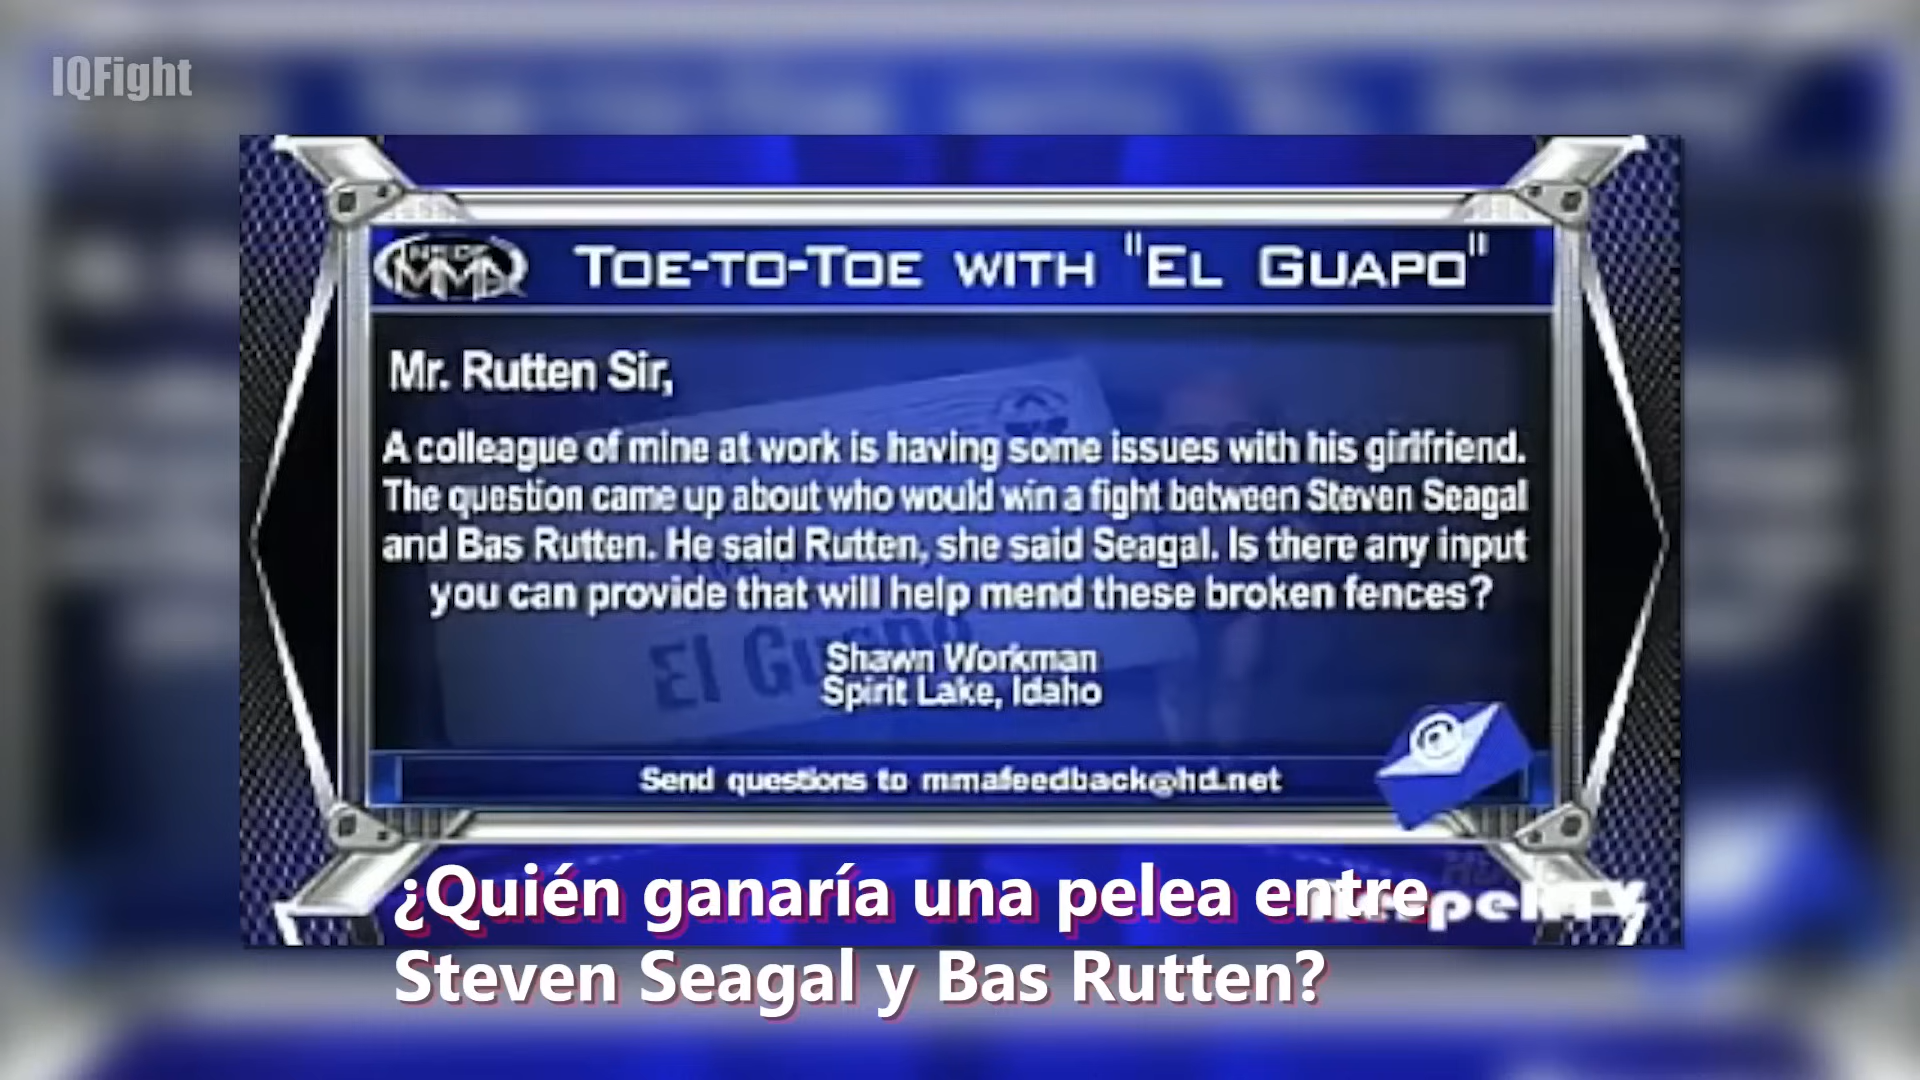 IQFight
INSIDE
MMA
TOE-TO-TOE WITH "EL GUAPO"
Mr. Rutten Sir,
A colleague of mine at work is having some issues with his girlfriend.
The question came up about who would win a fight between Steven Seagal
and Bas Rutten. He said Rutten, she said Seagal. Is there any input
you can provide that will help mend these broken fences?
El Guapo
Shawn Workman
Spirit Lake, Idaho
Send questions to mmafeedback@hd.net
¿Quién ganaría una pelea entre
Steven Seagal y Bas Rutten?